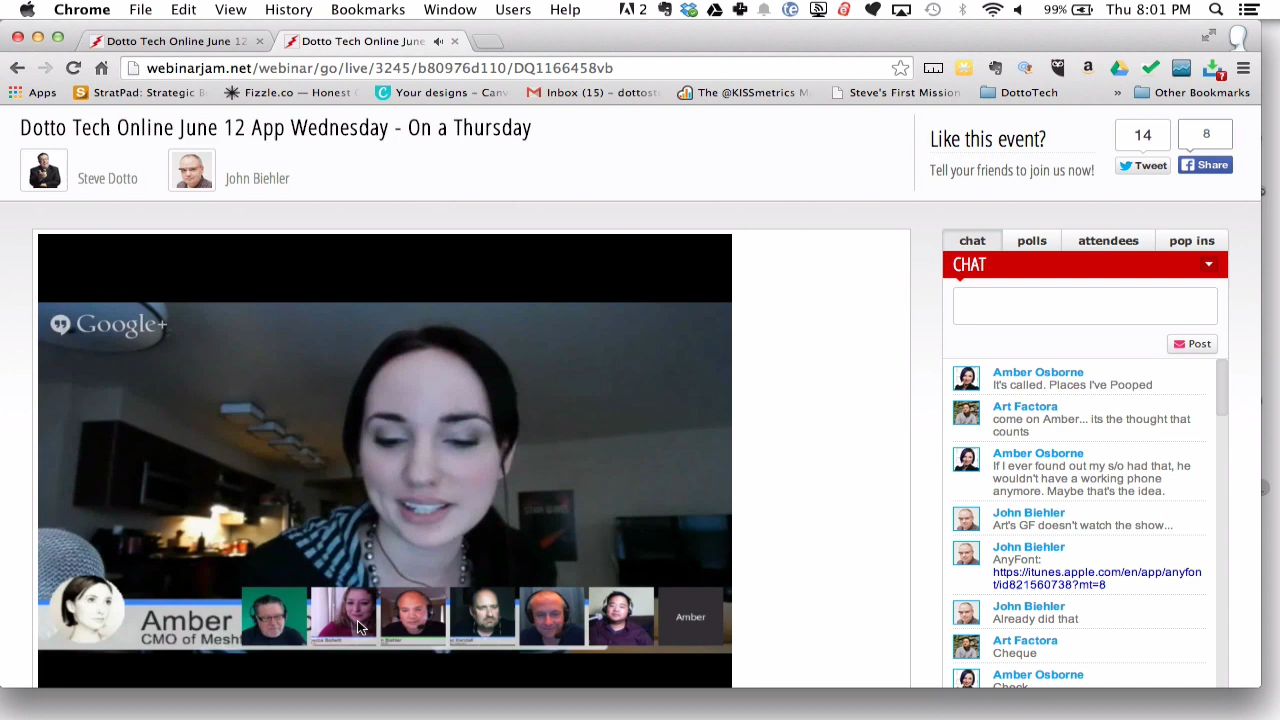 Chrome File Edit View History Bookmarks Window Users Help 2 99% Thu 8:01 PM
Dotto Tech Online June 12 Dotto Tech Online June
webinarjam.net/webinar/go/live/3245/b80976d110/DQ1166458vb
Apps StratPad: Strategic B Fizzle.co — Honest Your designs - Canv Inbox (15) - dottost The @KISSmetrics M Steve's First Mission DottoTech » Other Bookmarks
Dotto Tech Online June 12 App Wednesday - On a Thursday
Steve Dotto John Biehler
Like this event?
Tell your friends to join us now!
14 8
Tweet Share
chat polls attendees pop ins
CHAT
Post
Google+
Amber
CMO of Meshf
Amber
Amber Osborne
It's called. Places I've Pooped
Art Factora
come on Amber... its the thought that
counts
Amber Osborne
If I ever found out my s/o had that, he
wouldn't have a working phone
anymore. Maybe that's the idea.
John Biehler
Art's GF doesn't watch the show...
John Biehler
AnyFont:
https://itunes.apple.com/en/app/anyfon
t/id821560738?mt=8
John Biehler
Already did that
Art Factora
Cheque
Amber Osborne
Check